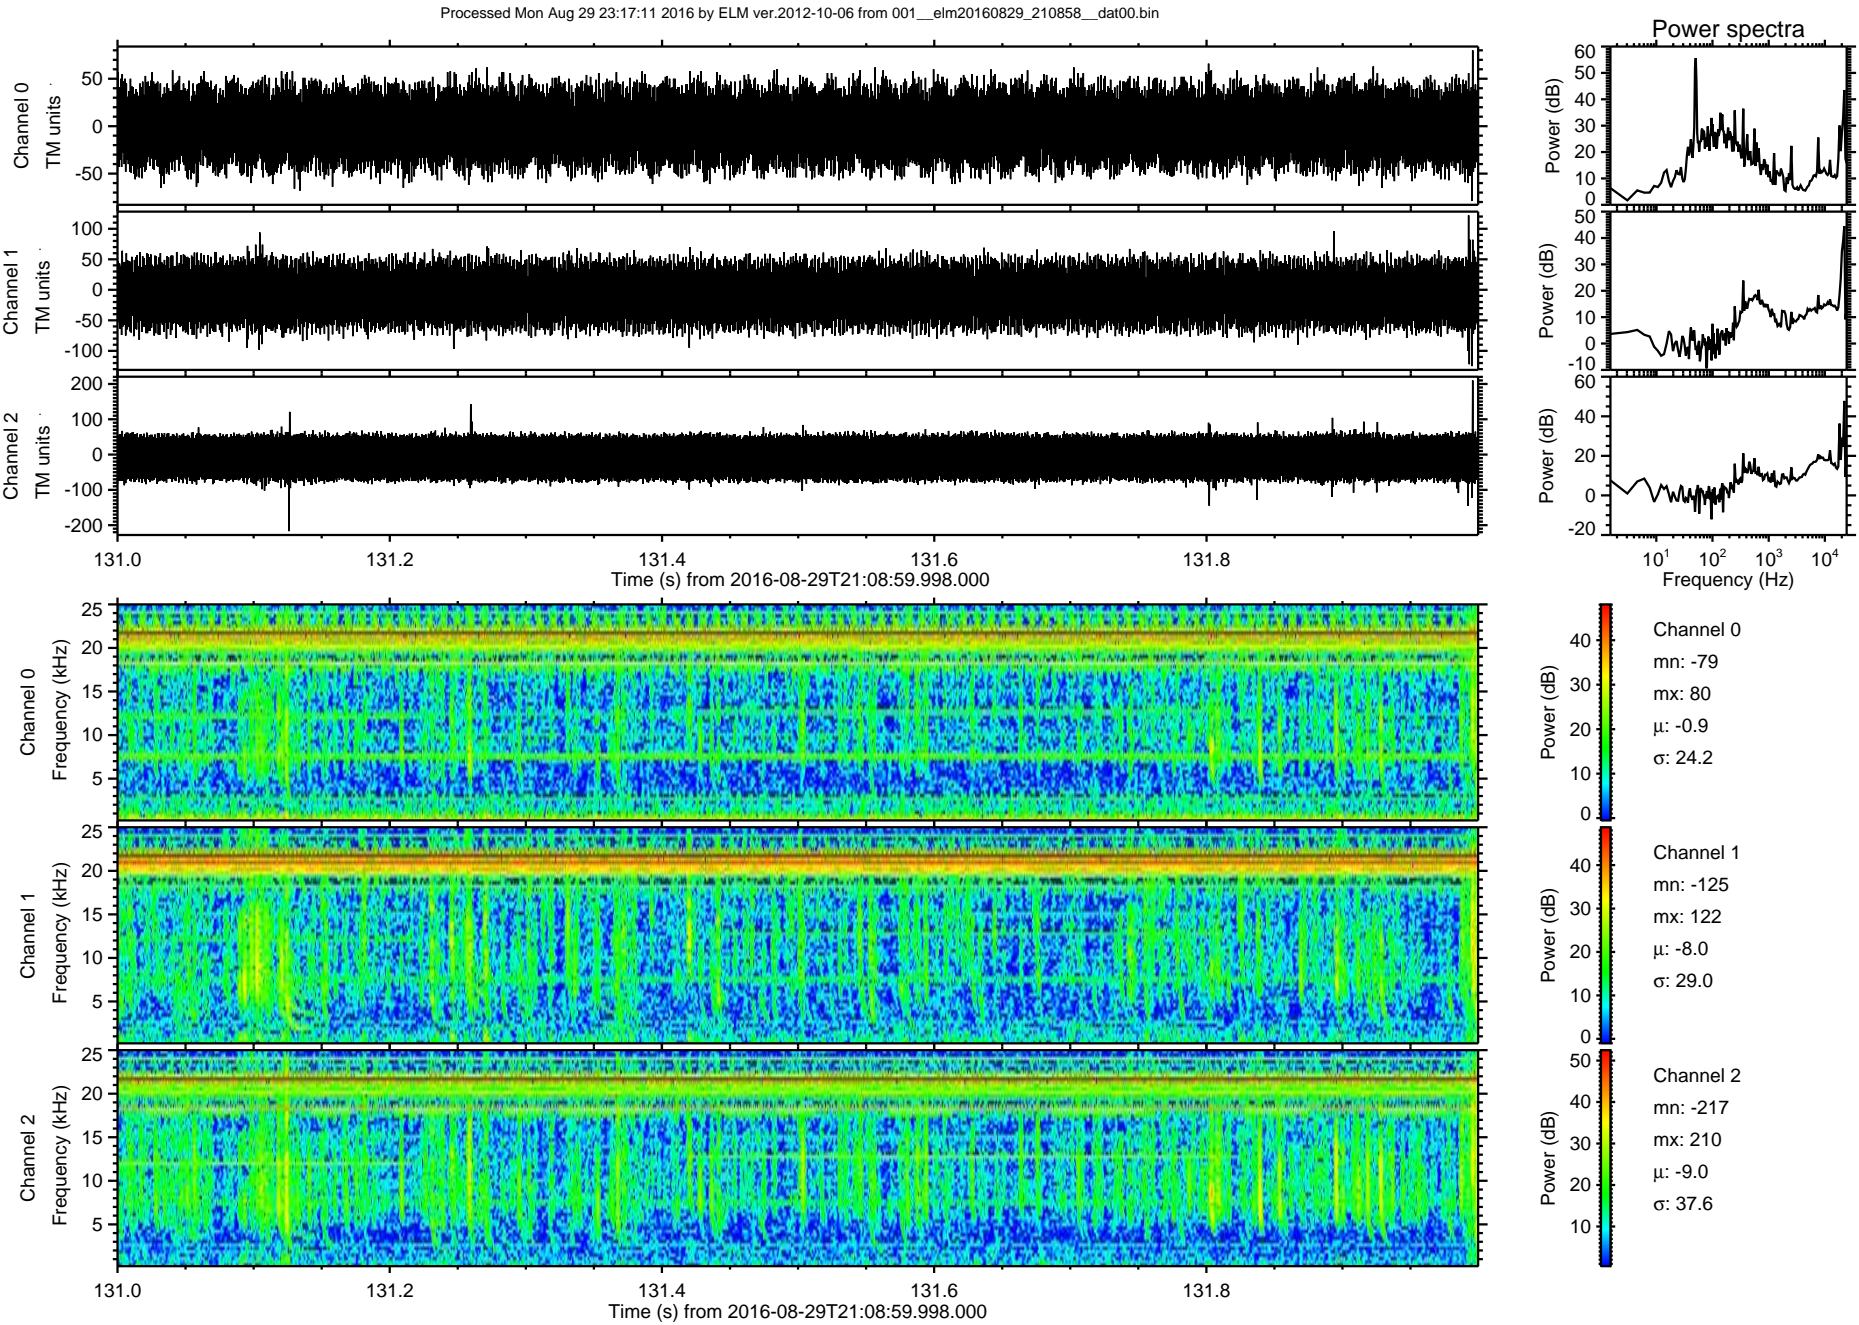 Processed Mon Aug 29 23:17:11 2016 by ELM ver.2012-10-06 from 001__elm20160829_210858__dat00.bin
Power spectra
Channel 0
TM units
50
0
-50
Power (dB)
60
50
40
30
20
10
0
Channel 1
TM units
100
50
0
-50
-100
Power (dB)
50
40
30
20
10
0
-10
Channel 2
TM units
200
100
0
-100
-200
Power (dB)
60
40
20
0
-20
131.0 131.2 131.4 131.6 131.8
Time (s) from 2016-08-29T21:08:59.998.000
10^1 10^2 10^3 10^4
Frequency (Hz)
Channel 0
Frequency (kHz)
25
20
15
10
5
Power (dB)
40
30
20
10
0
Channel 0
mn: -79
mx: 80
μ: -0.9
σ: 24.2
Channel 1
Frequency (kHz)
25
20
15
10
5
Power (dB)
40
30
20
10
0
Channel 1
mn: -125
mx: 122
μ: -8.0
σ: 29.0
Channel 2
Frequency (kHz)
25
20
15
10
5
Power (dB)
50
40
30
20
10
Channel 2
mn: -217
mx: 210
μ: -9.0
σ: 37.6
131.0 131.2 131.4 131.6 131.8
Time (s) from 2016-08-29T21:08:59.998.000